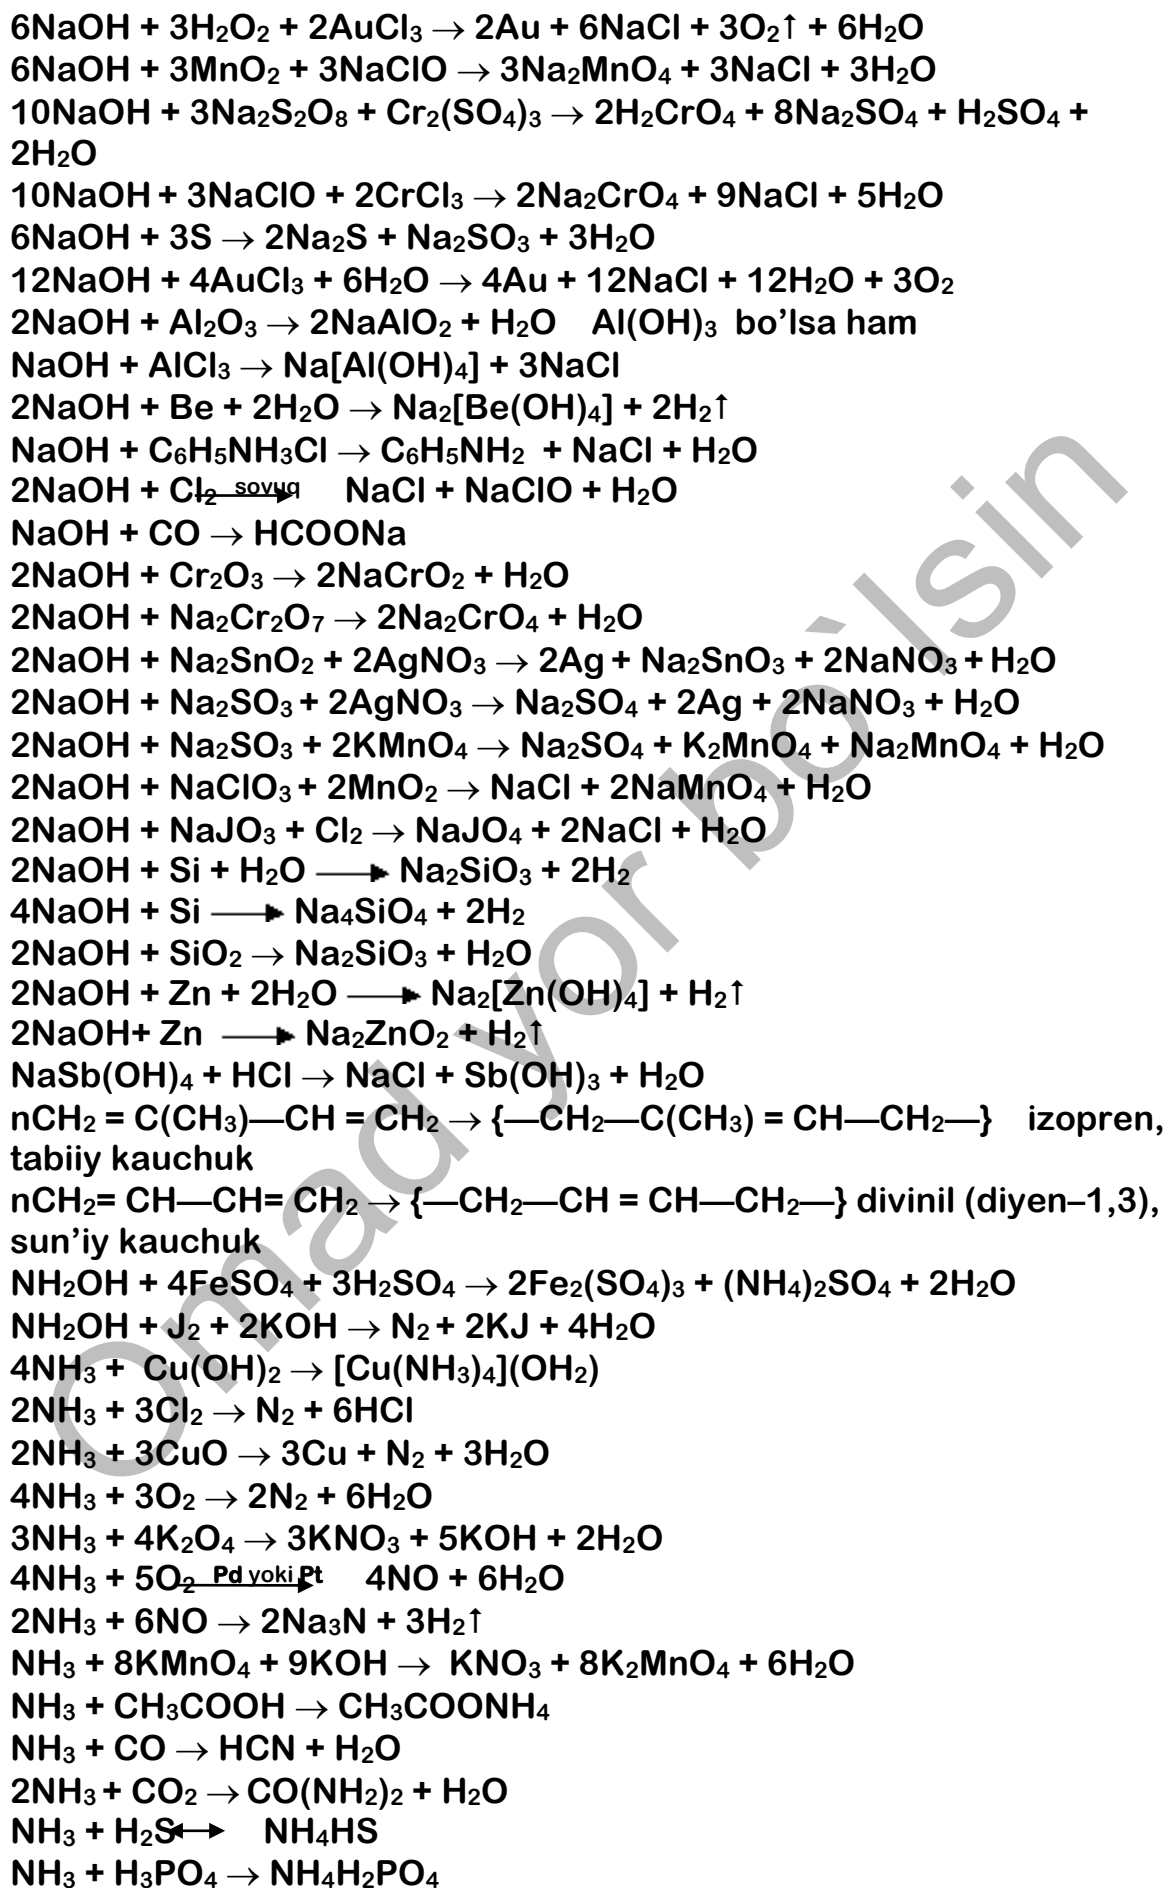 6NaOH + 3H₂O₂ + 2AuCl₃ → 2Au + 6NaCl + 3O₂↑ + 6H₂O
6NaOH + 3MnO₂ + 3NaClO → 3Na₂MnO₄ + 3NaCl + 3H₂O
10NaOH + 3Na₂S₂O₈ + Cr₂(SO₄)₃ → 2H₂CrO₄ + 8Na₂SO₄ + H₂SO₄ +
2H₂O
10NaOH + 3NaClO + 2CrCl₃ → 2Na₂CrO₄ + 9NaCl + 5H₂O
6NaOH + 3S → 2Na₂S + Na₂SO₃ + 3H₂O
12NaOH + 4AuCl₃ + 6H₂O → 4Au + 12NaCl + 12H₂O + 3O₂
2NaOH + Al₂O₃ → 2NaAlO₂ + H₂O Al(OH)₃ bo'lsa ham
NaOH + AlCl₃ → Na[Al(OH)₄] + 3NaCl
2NaOH + Be + 2H₂O → Na₂[Be(OH)₄] + 2H₂↑
NaOH + C₆H₅NH₃Cl → C₆H₅NH₂ + NaCl + H₂O
2NaOH + Cl₂ sovuq→ NaCl + NaClO + H₂O
NaOH + CO → HCOONa
2NaOH + Cr₂O₃ → 2NaCrO₂ + H₂O
2NaOH + Na₂Cr₂O₇ → 2Na₂CrO₄ + H₂O
2NaOH + Na₂SnO₂ + 2AgNO₃ → 2Ag + Na₂SnO₃ + 2NaNO₃ + H₂O
2NaOH + Na₂SO₃ + 2AgNO₃ → Na₂SO₄ + 2Ag + 2NaNO₃ + H₂O
2NaOH + Na₂SO₃ + 2KMnO₄ → Na₂SO₄ + K₂MnO₄ + Na₂MnO₄ + H₂O
2NaOH + NaClO₃ + 2MnO₂ → NaCl + 2NaMnO₄ + H₂O
2NaOH + NaJO₃ + Cl₂ → NaJO₄ + 2NaCl + H₂O
2NaOH + Si + H₂O → Na₂SiO₃ + 2H₂
4NaOH + Si → Na₄SiO₄ + 2H₂
2NaOH + SiO₂ → Na₂SiO₃ + H₂O
2NaOH + Zn + 2H₂O → Na₂[Zn(OH)₄] + H₂↑
2NaOH+ Zn → Na₂ZnO₂ + H₂↑
NaSb(OH)₄ + HCl → NaCl + Sb(OH)₃ + H₂O
nCH₂ = C(CH₃)—CH = CH₂ → {—CH₂—C(CH₃) = CH—CH₂—} izopren,
tabiiy kauchuk
nCH₂= CH—CH= CH₂ → {—CH₂—CH = CH—CH₂—} divinil (diyen–1,3),
sun'iy kauchuk
NH₂OH + 4FeSO₄ + 3H₂SO₄ → 2Fe₂(SO₄)₃ + (NH₄)₂SO₄ + 2H₂O
NH₂OH + J₂ + 2KOH → N₂ + 2KJ + 4H₂O
4NH₃ + Cu(OH)₂ → [Cu(NH₃)₄](OH₂)
2NH₃ + 3Cl₂ → N₂ + 6HCl
2NH₃ + 3CuO → 3Cu + N₂ + 3H₂O
4NH₃ + 3O₂ → 2N₂ + 6H₂O
3NH₃ + 4K₂O₄ → 3KNO₃ + 5KOH + 2H₂O
4NH₃ + 5O₂ Pd yoki Pt→ 4NO + 6H₂O
2NH₃ + 6NO → 2Na₃N + 3H₂↑
NH₃ + 8KMnO₄ + 9KOH → KNO₃ + 8K₂MnO₄ + 6H₂O
NH₃ + CH₃COOH → CH₃COONH₄
NH₃ + CO → HCN + H₂O
2NH₃ + CO₂ → CO(NH₂)₂ + H₂O
NH₃ + H₂S ↔ NH₄HS
NH₃ + H₃PO₄ → NH₄H₂PO₄
Omad yor bo`lsin